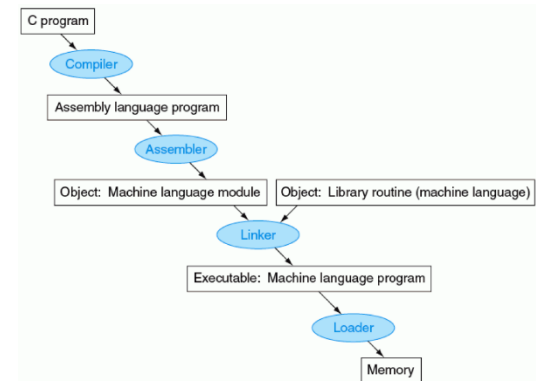 C program
Compiler
Assembly language program
Assembler
Object: Machine language module
Object: Library routine (machine language)
Linker
Executable: Machine language program
Loader
Memory